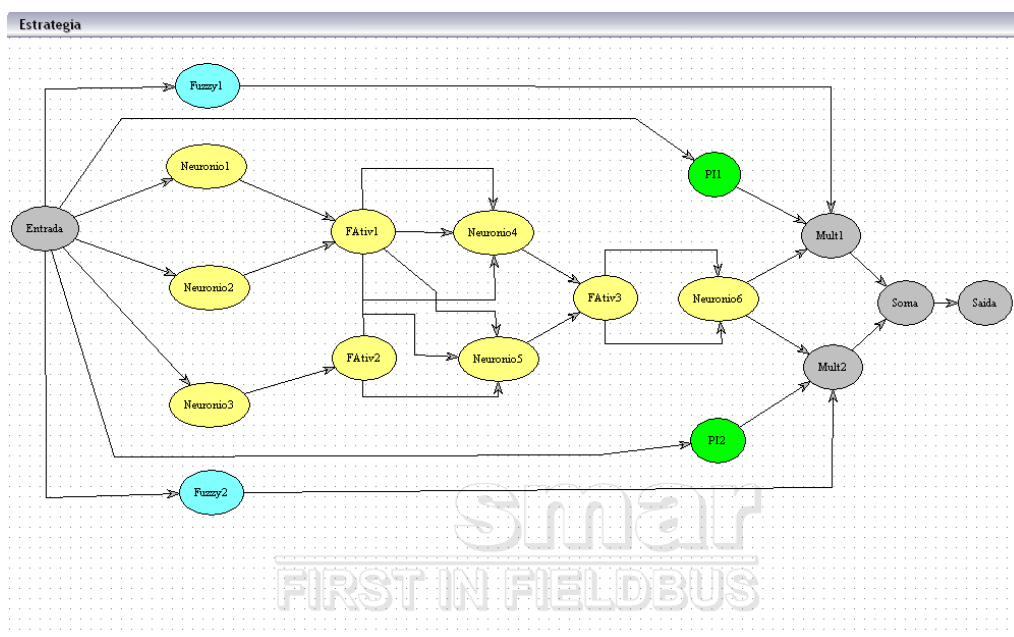 Estrategia
Fuzzy1
Neuronio1
PI1
Entrada
FAtiv1
Neuronio4
Mult1
Neuronio2
FAtiv3
Neuronio6
Soma
Saida
FAtiv2
Neuronio5
Mult2
Neuronio3
PI2
Fuzzy2
smar
FIRST IN FIELDBUS